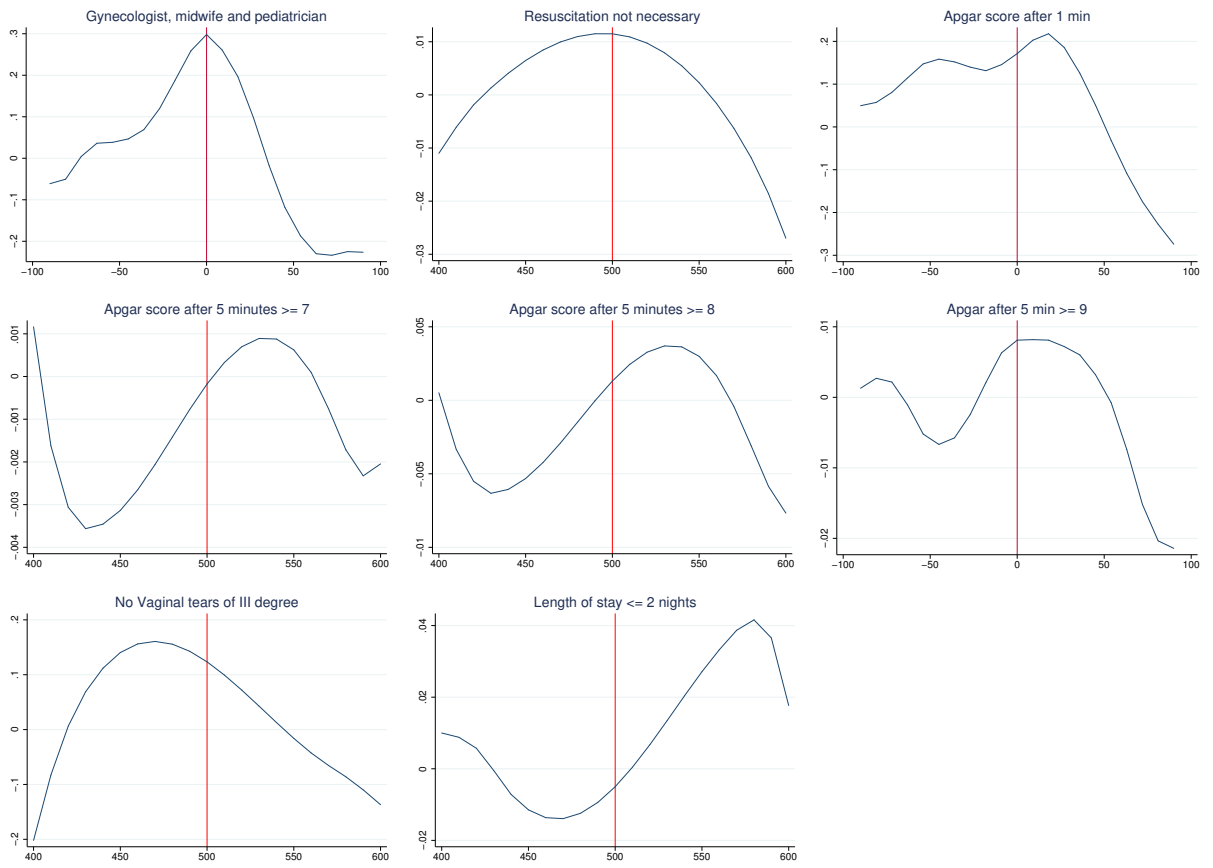 Gynecologist, midwife and pediatrician
.3
.2
.1
0
−.1
−.2
−100 −50 0 50 100
Resuscitation not necessary
.01
0
−.01
−.02
−.03
400 450 500 550 600
Apgar score after 1 min
.2
.1
0
−.1
−.2
−.3
−100 −50 0 50 100
Apgar score after 5 minutes >= 7
.001
0
−.001
−.002
−.003
−.004
400 450 500 550 600
Apgar score after 5 minutes >= 8
.005
0
−.005
−.01
400 450 500 550 600
Apgar after 5 min >= 9
.01
0
−.01
−.02
−100 −50 0 50 100
No Vaginal tears of III degree
.2
.1
0
−.1
−.2
400 450 500 550 600
Length of stay <= 2 nights
.04
.02
0
−.02
400 450 500 550 600